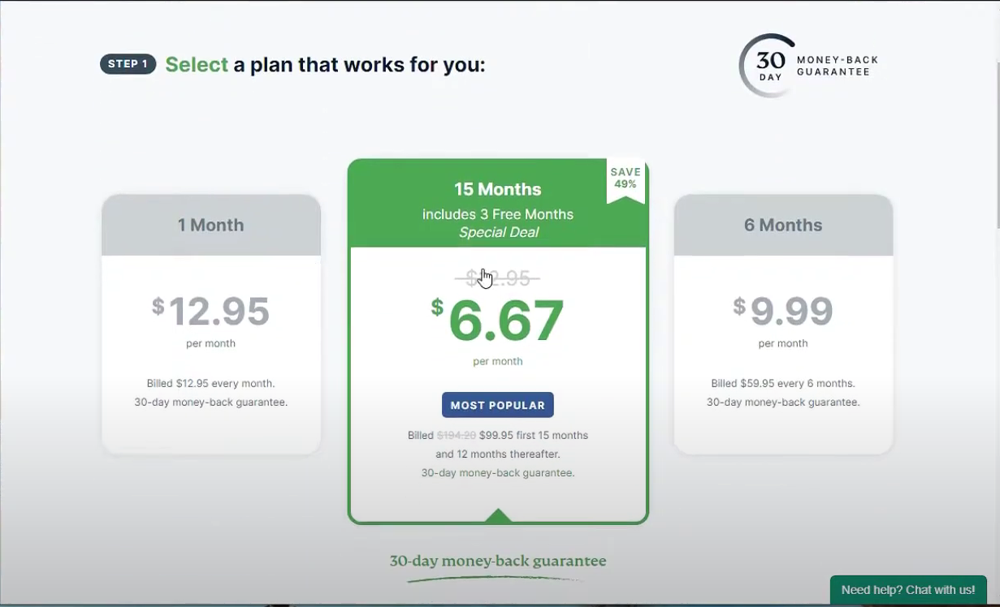 STEP 1
Select a plan that works for you:
30
DAY
MONEY-BACK
GUARANTEE
1 Month
$12.95
per month
Billed $12.95 every month.
30-day money-back guarantee.
SAVE
49%
15 Months
includes 3 Free Months
Special Deal
$12.95
$6.67
per month
MOST POPULAR
Billed $194.20 $99.95 first 15 months
and 12 months thereafter.
30-day money-back guarantee.
6 Months
$9.99
per month
Billed $59.95 every 6 months.
30-day money-back guarantee.
30-day money-back guarantee
Need help? Chat with us!